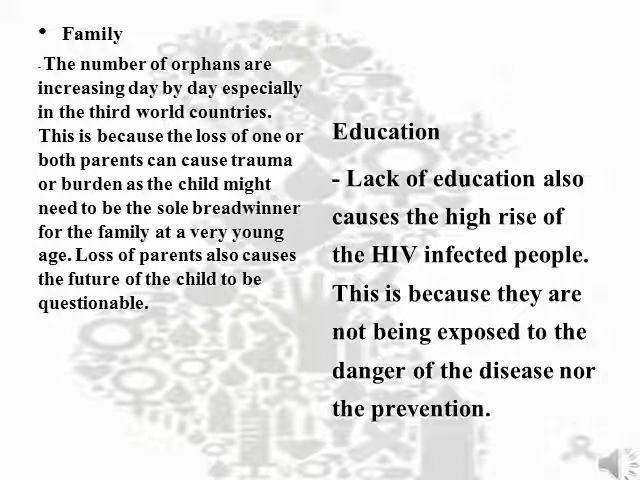 • Family
- The number of orphans are
increasing day by day especially
in the third world countries.
This is because the loss of one or
both parents can cause trauma
or burden as the child might
need to be the sole breadwinner
for the family at a very young
age. Loss of parents also causes
the future of the child to be
questionable.
Education
- Lack of education also
causes the high rise of
the HIV infected people.
This is because they are
not being exposed to the
danger of the disease nor
the prevention.